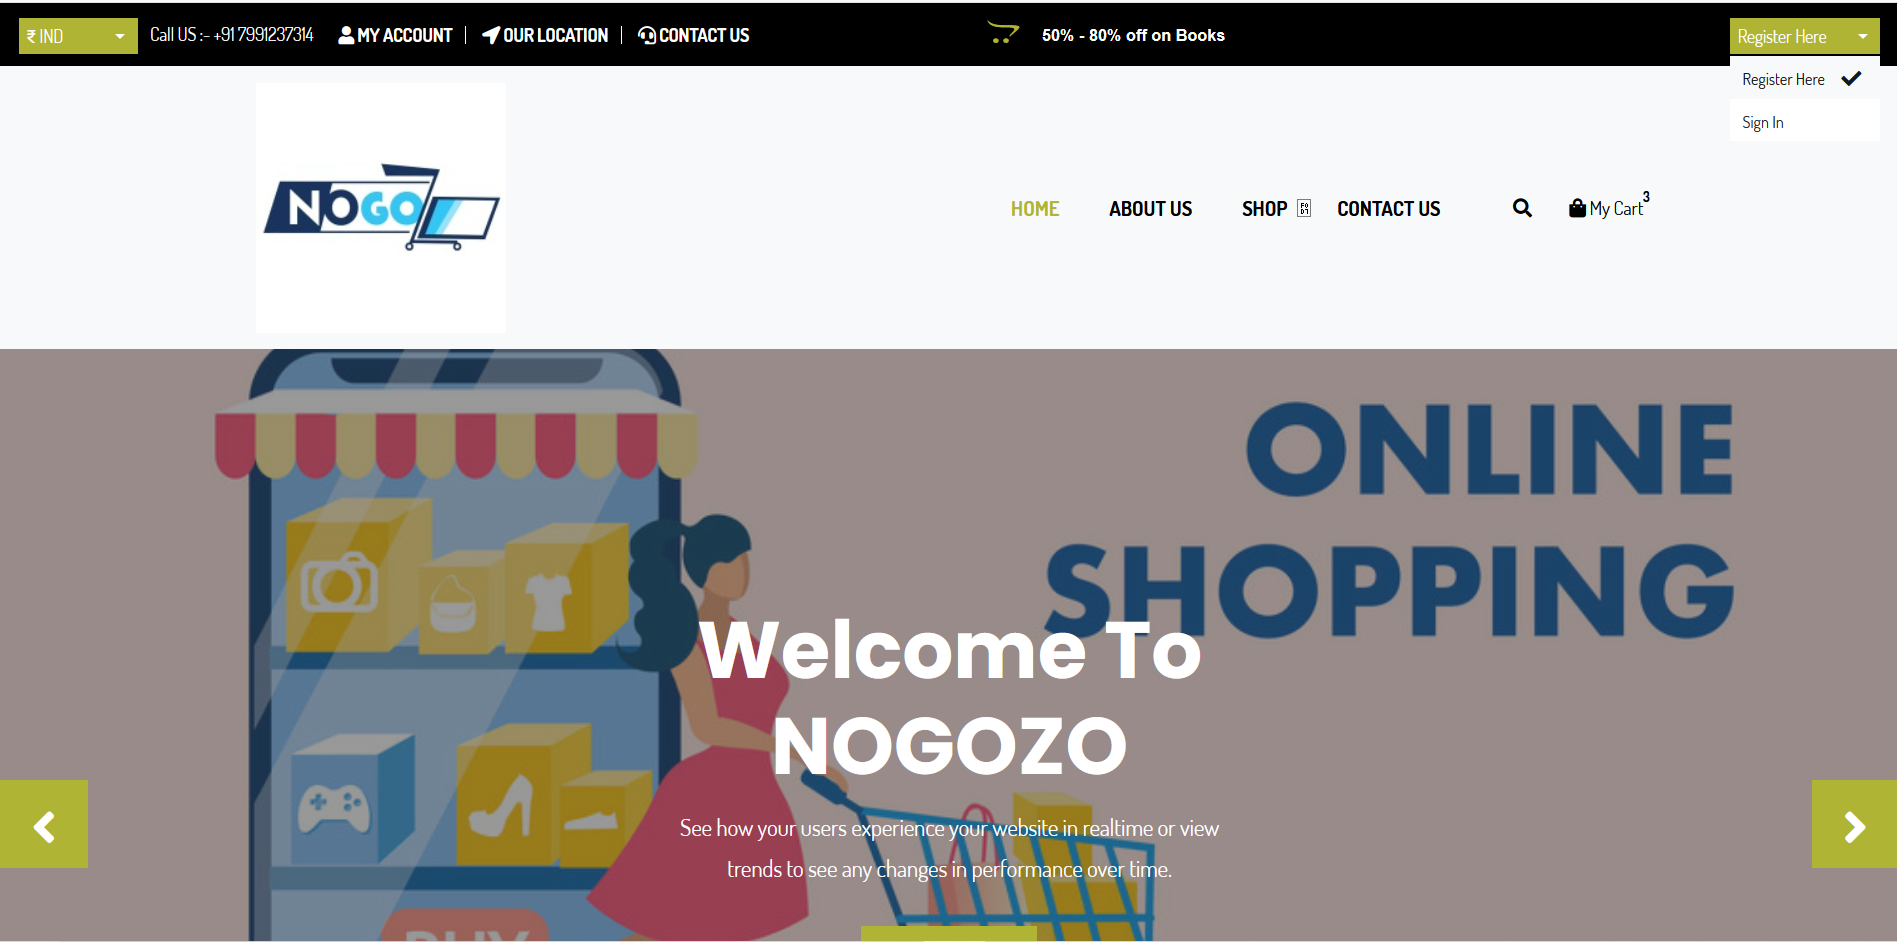 ₹ IND
Call US :- +91 7991237314
MY ACCOUNT
OUR LOCATION
CONTACT US
50% - 80% off on Books
Register Here
Register Here
Sign In
NOGO
HOME
ABOUT US
SHOP
CONTACT US
My Cart
3
ONLINE
SHOPPING
Welcome To
NOGOZO
See how your users experience your website in realtime or view
trends to see any changes in performance over time.
BUY